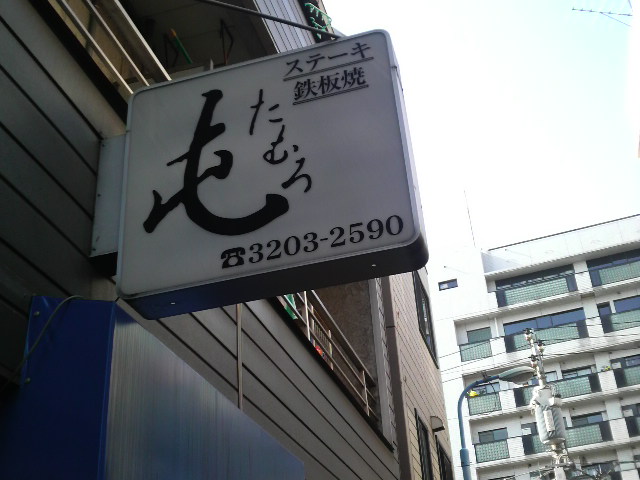 ステーキ
鉄板焼
たむろ
屯
☎3203-2590